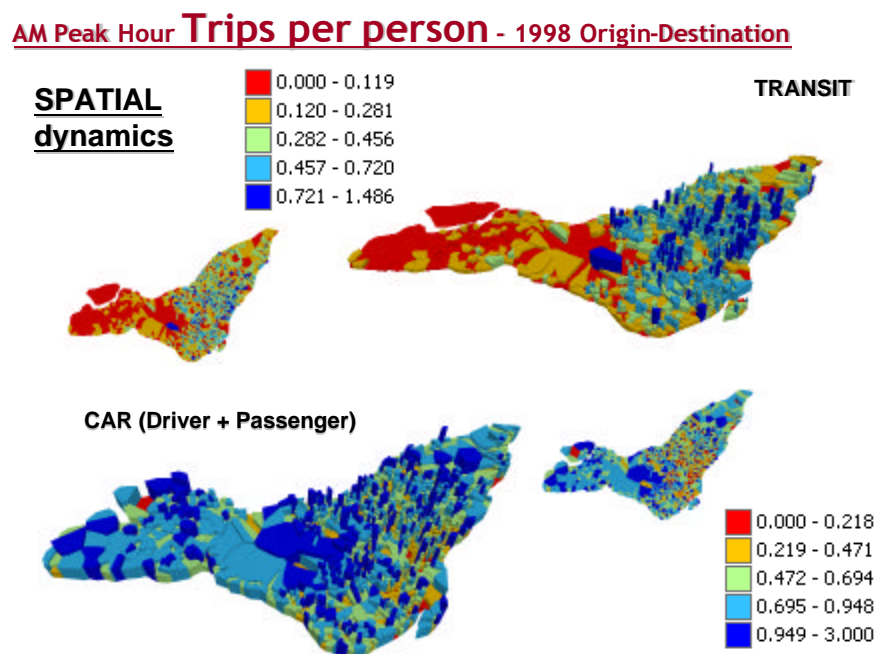 AM Peak Hour Trips per person - 1998 Origin-Destination
SPATIAL
dynamics
0.000 - 0.119
0.120 - 0.281
0.282 - 0.456
0.457 - 0.720
0.721 - 1.486
TRANSIT
CAR (Driver + Passenger)
0.000 - 0.218
0.219 - 0.471
0.472 - 0.694
0.695 - 0.948
0.949 - 3.000